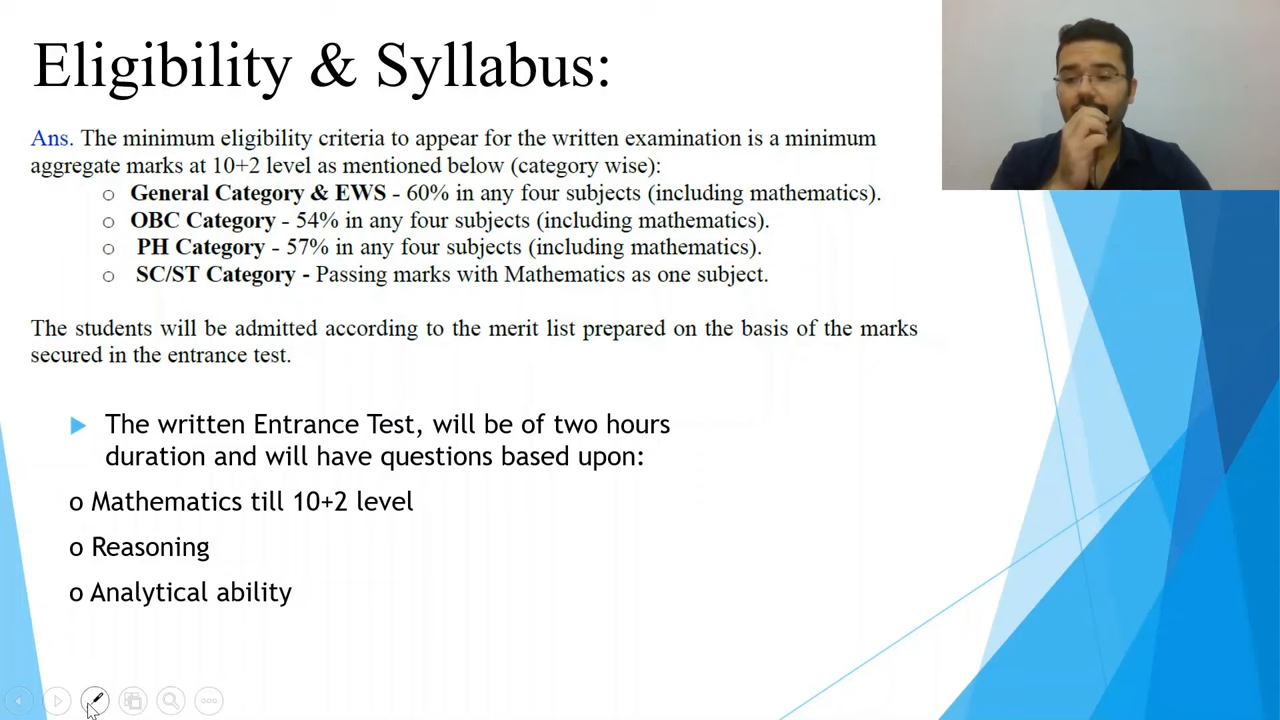 Eligibility & Syllabus:
Ans. The minimum eligibility criteria to appear for the written examination is a minimum
aggregate marks at 10+2 level as mentioned below (category wise):
o General Category & EWS - 60% in any four subjects (including mathematics).
o OBC Category - 54% in any four subjects (including mathematics).
o PH Category - 57% in any four subjects (including mathematics).
o SC/ST Category - Passing marks with Mathematics as one subject.
The students will be admitted according to the merit list prepared on the basis of the marks
secured in the entrance test.
The written Entrance Test, will be of two hours
duration and will have questions based upon:
o Mathematics till 10+2 level
o Reasoning
o Analytical ability